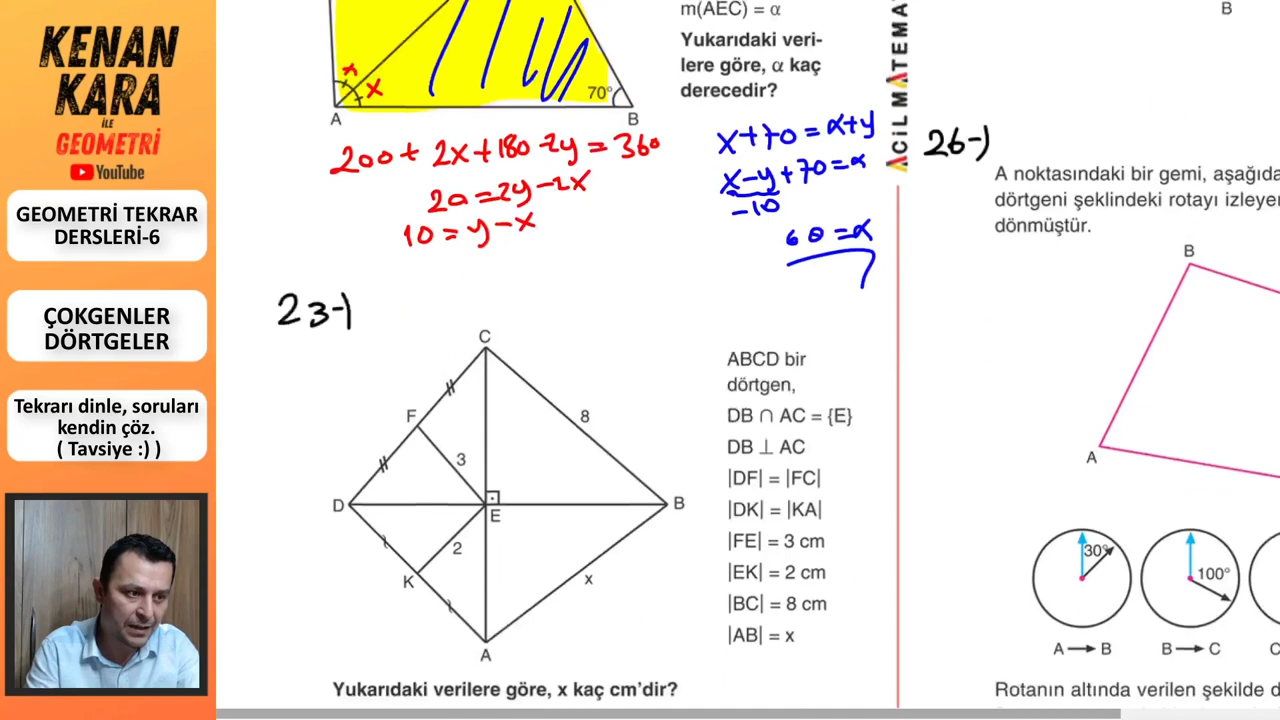 KENAN
KARA
İLE
GEOMETRİ
YouTube
GEOMETRİ TEKRAR
DERSLERİ-6
ÇOKGENLER
DÖRTGELER
Tekrarı dinle, soruları
kendin çöz.
( Tavsiye :) )
m(AEC) = α
Yukarıdaki veri-
lere göre, α kaç
derecedir?
x
x
70°
A
B
200 + 2x + 180 - 2y = 360
20 = 2y - 2x
10 = y - x
x + 70 = α + y
x - y + 70 = α
-10
60 = α
23-)
C
F
8
3
D
E
B
2
K
x
A
ABCD bir
dörtgen,
DB ∩ AC = {E}
DB ⊥ AC
|DF| = |FC|
|DK| = |KA|
|FE| = 3 cm
|EK| = 2 cm
|BC| = 8 cm
|AB| = x
Yukarıdaki verilere göre, x kaç cm'dir?
ACİL MATEMA
B
26-)
A noktasındaki bir gemi, aşağıda
dörtgeni şeklindeki rotayı izleyer
dönmüştür.
B
A
30°
100°
A → B
B → C
C
Rotanın altında verilen şekilde d